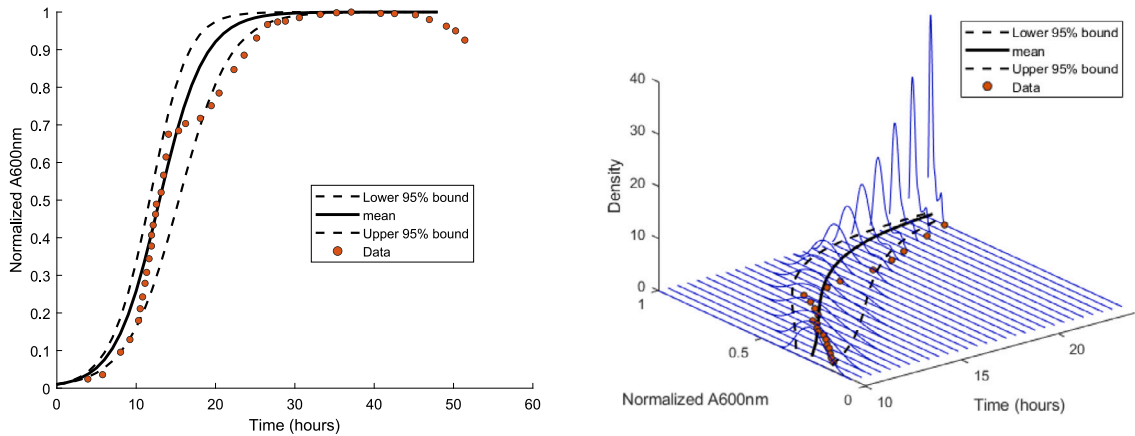 1
0.9
0.8
0.7
0.6
0.5
0.4
0.3
0.2
0.1
0
Normalized A600nm
0 10 20 30 40 50 60
Time (hours)
Lower 95% bound
mean
Upper 95% bound
Data
Lower 95% bound
mean
Upper 95% bound
Data
40
30
20
10
0
Density
1
0.5
0
Normalized A600nm
10
15
20
Time (hours)